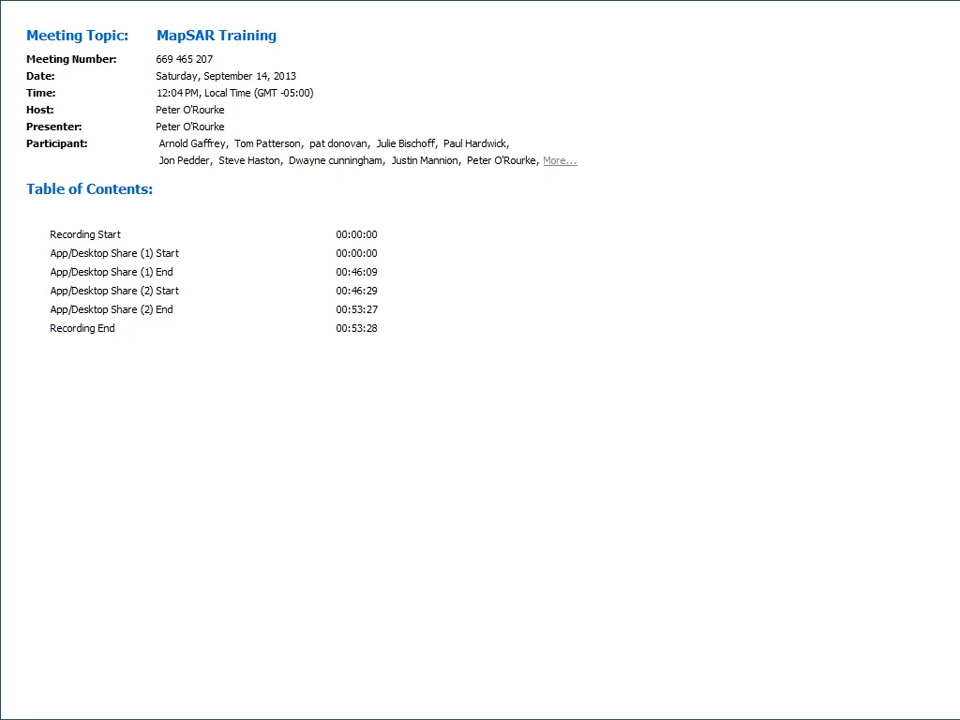 Meeting Topic: MapSAR Training
Meeting Number: 669 465 207
Date: Saturday, September 14, 2013
Time: 12:04 PM, Local Time (GMT -05:00)
Host: Peter O'Rourke
Presenter: Peter O'Rourke
Participant: Arnold Gaffrey, Tom Patterson, pat donovan, Julie Bischoff, Paul Hardwick,
Jon Pedder, Steve Haston, Dwayne cunningham, Justin Mannion, Peter O'Rourke, More...
Table of Contents:
Recording Start 00:00:00
App/Desktop Share (1) Start 00:00:00
App/Desktop Share (1) End 00:46:09
App/Desktop Share (2) Start 00:46:29
App/Desktop Share (2) End 00:53:27
Recording End 00:53:28